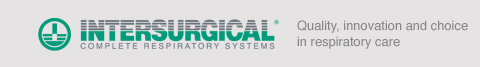 INTERSURGICAL®
COMPLETE RESPIRATORY SYSTEMS
Quality, innovation and choice
in respiratory care